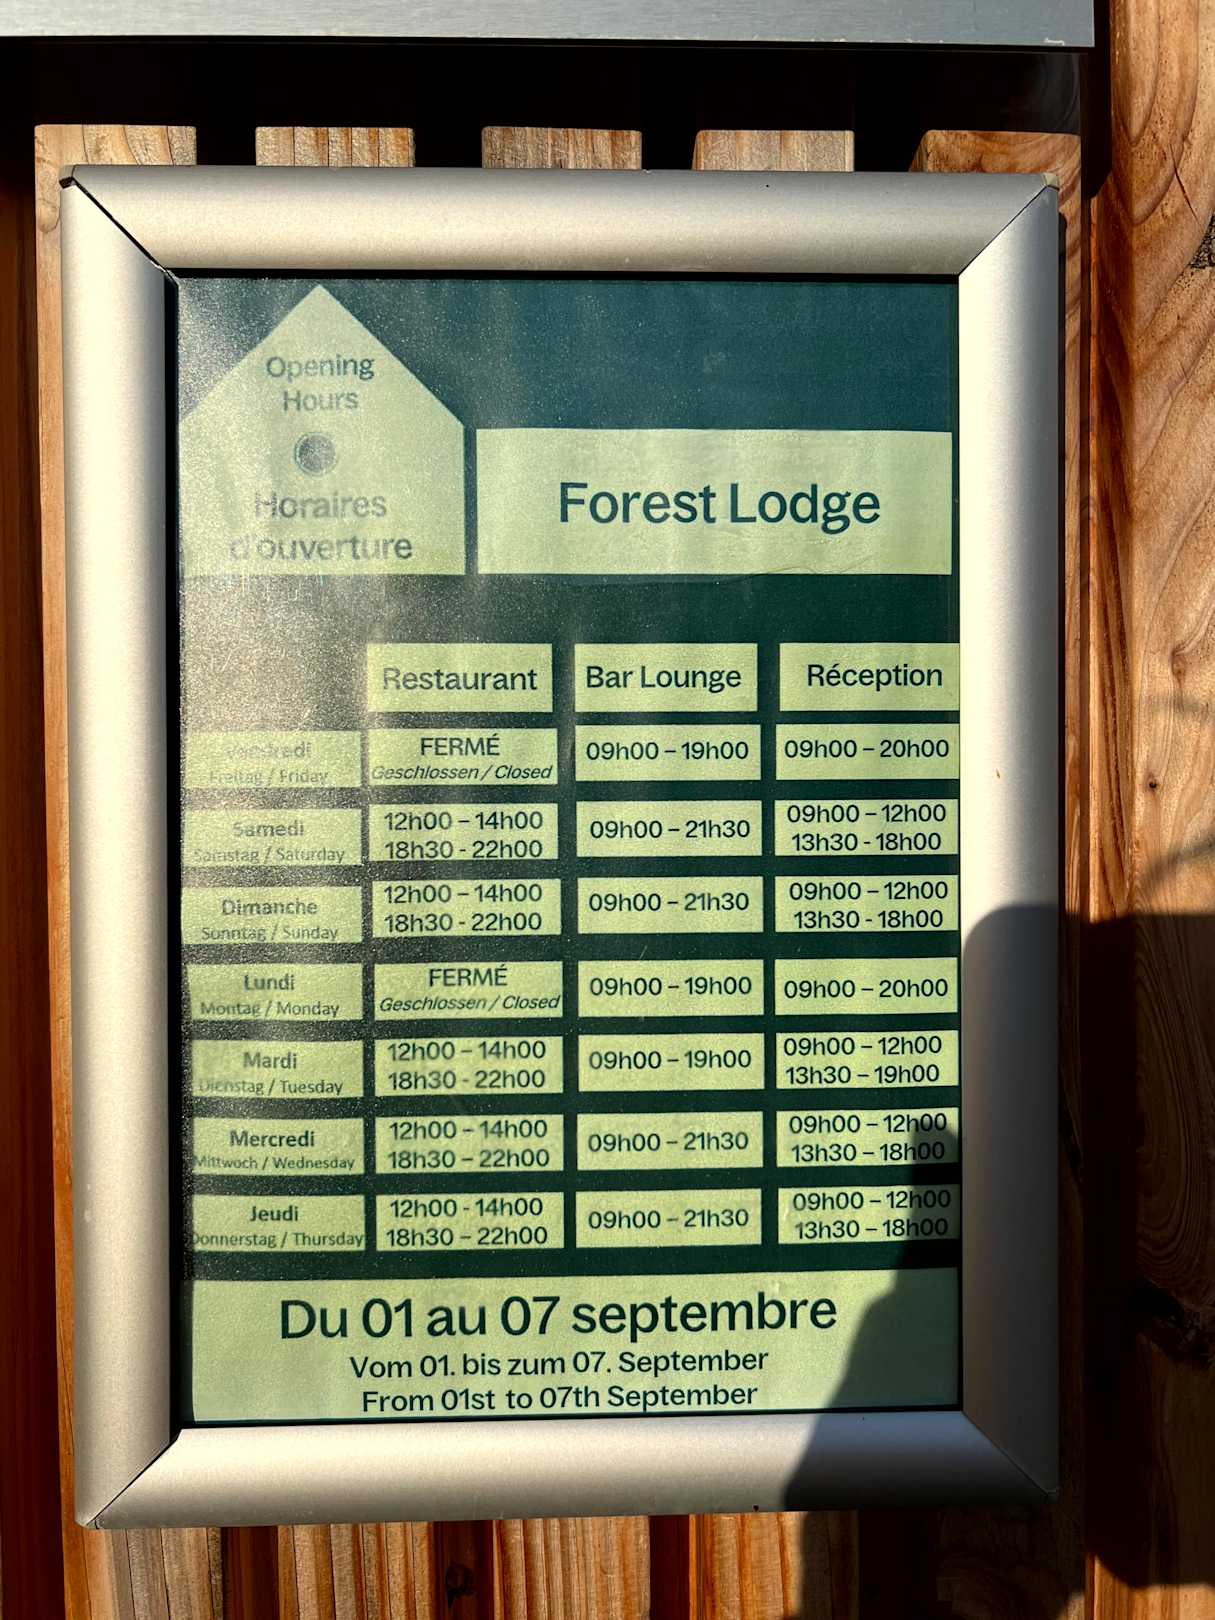 Opening
Hours
Horaires
d'ouverture
Forest Lodge
Restaurant
Bar Lounge
Réception
Vendredi
Freitag / Friday
FERMÉ
Geschlossen / Closed
09h00 – 19h00
09h00 – 20h00
Samedi
Samstag / Saturday
12h00 – 14h00
18h30 - 22h00
09h00 – 21h30
09h00 – 12h00
13h30 - 18h00
Dimanche
Sonntag / Sunday
12h00 – 14h00
18h30 - 22h00
09h00 – 21h30
09h00 – 12h00
13h30 - 18h00
Lundi
Montag / Monday
FERMÉ
Geschlossen / Closed
09h00 – 19h00
09h00 – 20h00
Mardi
Dienstag / Tuesday
12h00 – 14h00
18h30 - 22h00
09h00 – 19h00
09h00 – 12h00
13h30 – 19h00
Mercredi
Mittwoch / Wednesday
12h00 – 14h00
18h30 – 22h00
09h00 – 21h30
09h00 – 12h00
13h30 – 18h00
Jeudi
Donnerstag / Thursday
12h00 - 14h00
18h30 – 22h00
09h00 – 21h30
09h00 – 12h00
13h30 – 18h00
Du 01 au 07 septembre
Vom 01. bis zum 07. September
From 01st to 07th September